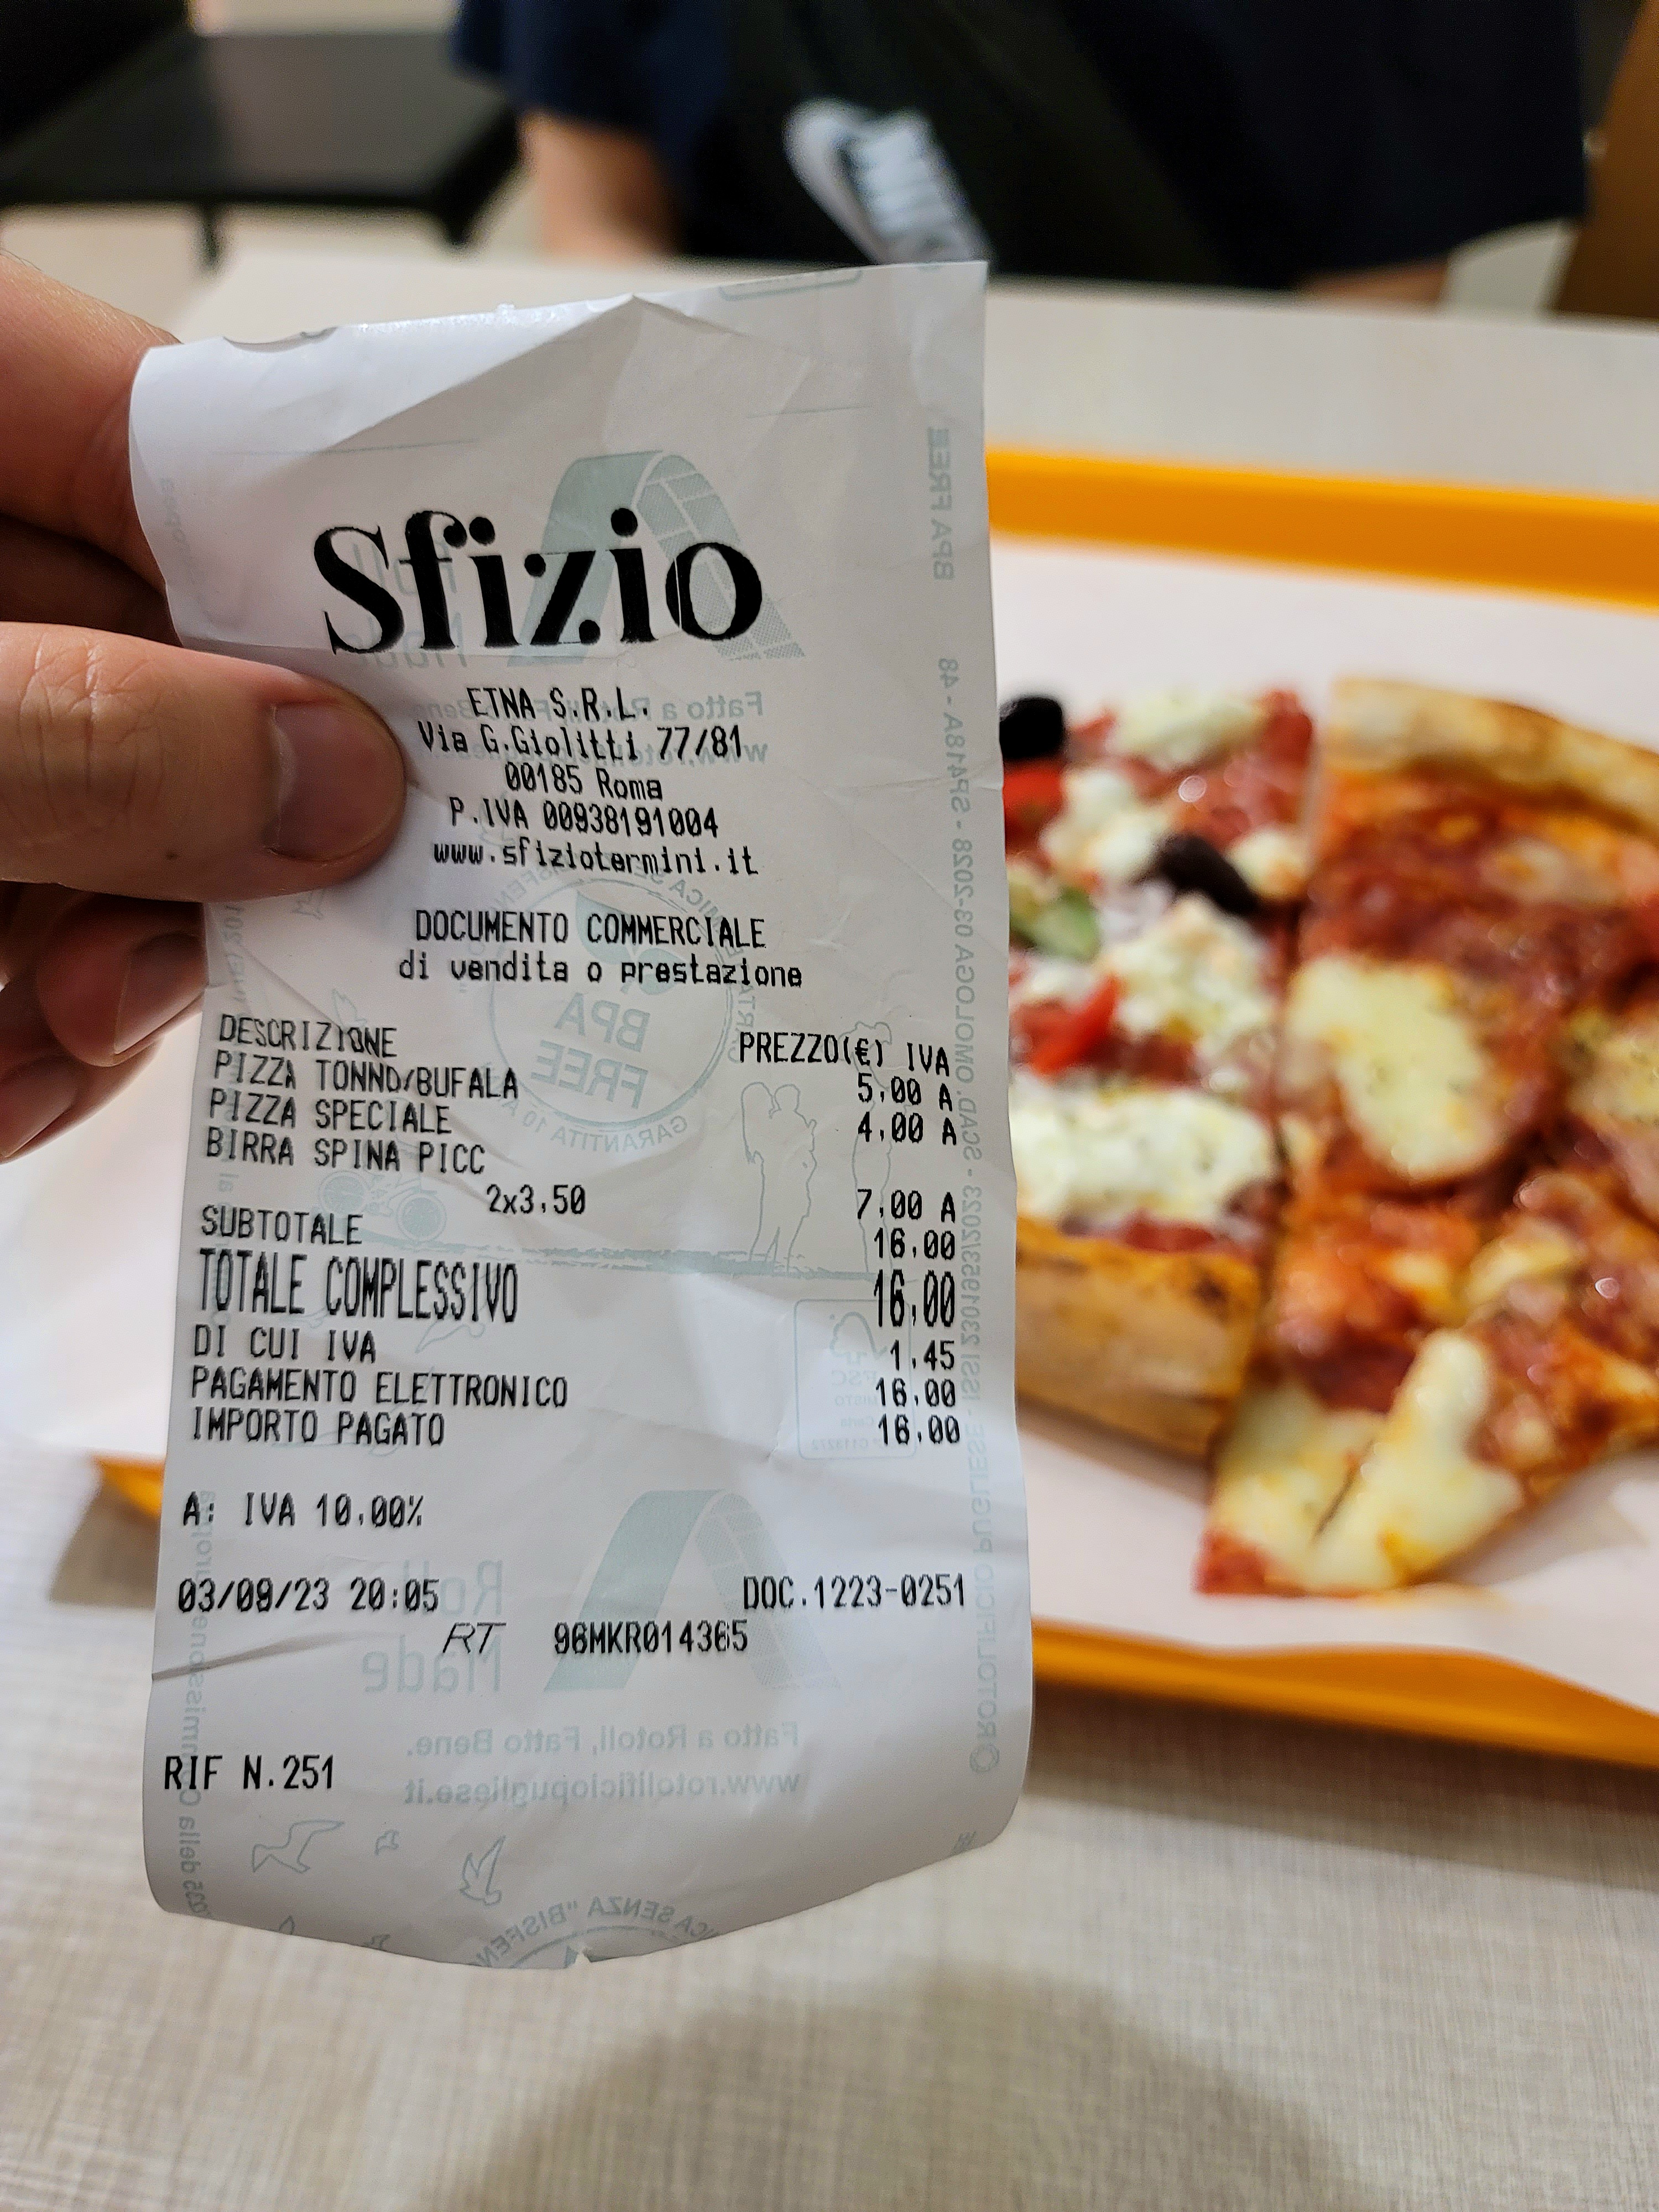 Sfizio
ETNA S.R.L.
Via G.Giolitti 77/81
00185 Roma
P.IVA 00938191004
www.sfiziotermini.it
DOCUMENTO COMMERCIALE
di vendita o prestazione
DESCRIZIONE PREZZO(€) IVA
PIZZA TONNO/BUFALA 5,00 A
PIZZA SPECIALE 4,00 A
BIRRA SPINA PICC
2x3,50 7,00 A
SUBTOTALE 16,00
TOTALE COMPLESSIVO 16,00
DI CUI IVA 1,45
PAGAMENTO ELETTRONICO 16,00
IMPORTO PAGATO 16,00
A: IVA 10,00%
03/09/23 20:05 DOC.1223-0251
RT 96MKR014365
RIF N.251
BPA FREE
GARANTITA
Fatto a Rotoli, Fatto Bene.
www.rotolificiopugliese.it
BPA FREE